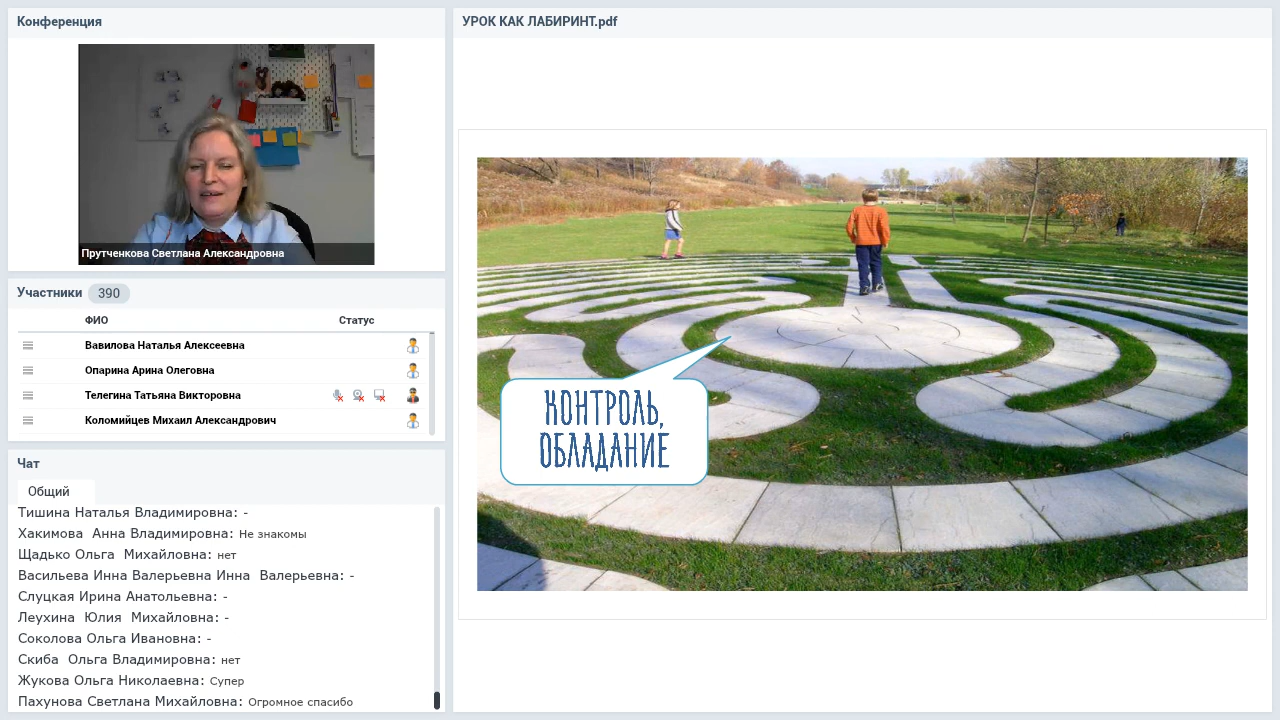 Конференция
Прутченкова Светлана Александровна
Участники 390
ФИО Статус
Вавилова Наталья Алексеевна
Опарина Арина Олеговна
Телегина Татьяна Викторовна
Коломийцев Михаил Александрович
Чат
Общий
Тишина Наталья Владимировна: -
Хакимова Анна Владимировна: Не знакомы
Щадько Ольга Михайловна: нет
Васильева Инна Валерьевна Инна Валерьевна: -
Слуцкая Ирина Анатольевна: -
Леухина Юлия Михайловна: -
Соколова Ольга Ивановна: -
Скиба Ольга Владимировна: нет
Жукова Ольга Николаевна: Супер
Пахунова Светлана Михайловна: Огромное спасибо
УРОК КАК ЛАБИРИНТ.pdf
КОНТРОЛЬ,
ОБЛАДАНИЕ